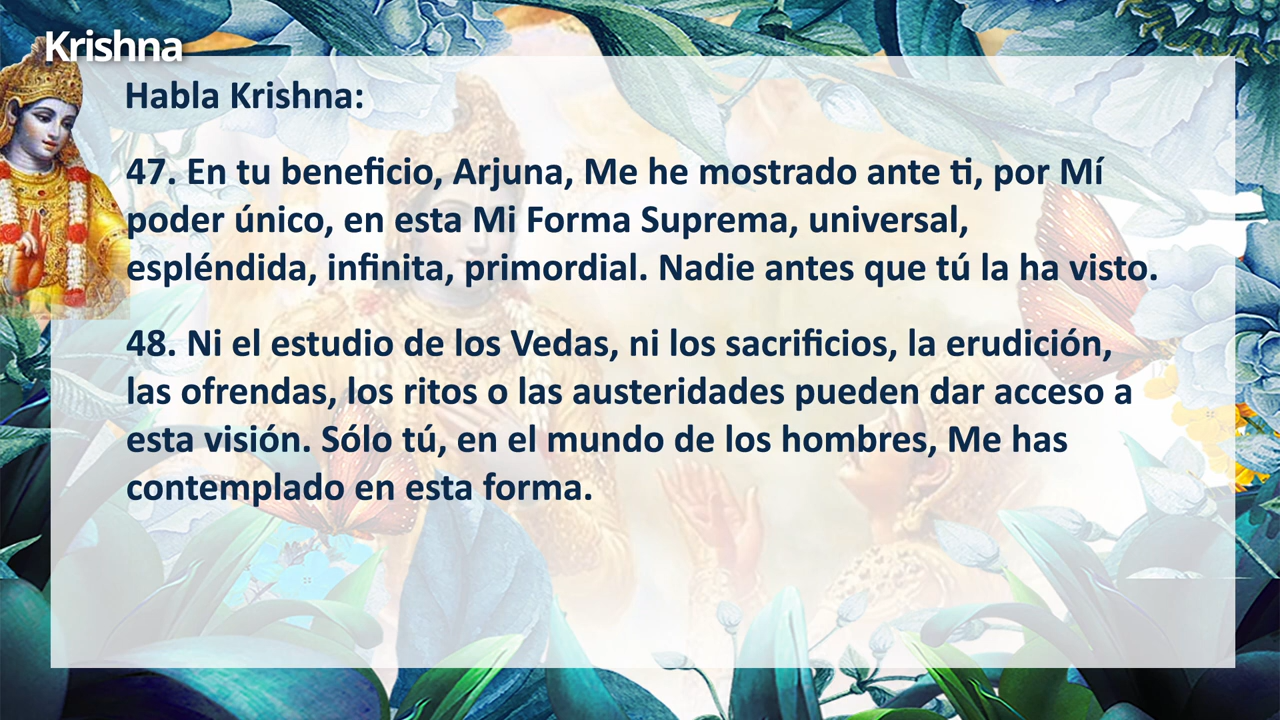 Krishna
Habla Krishna:
47. En tu beneficio, Arjuna, Me he mostrado ante ti, por Mí
poder único, en esta Mi Forma Suprema, universal,
espléndida, infinita, primordial. Nadie antes que tú la ha visto.
48. Ni el estudio de los Vedas, ni los sacrificios, la erudición,
las ofrendas, los ritos o las austeridades pueden dar acceso a
esta visión. Sólo tú, en el mundo de los hombres, Me has
contemplado en esta forma.